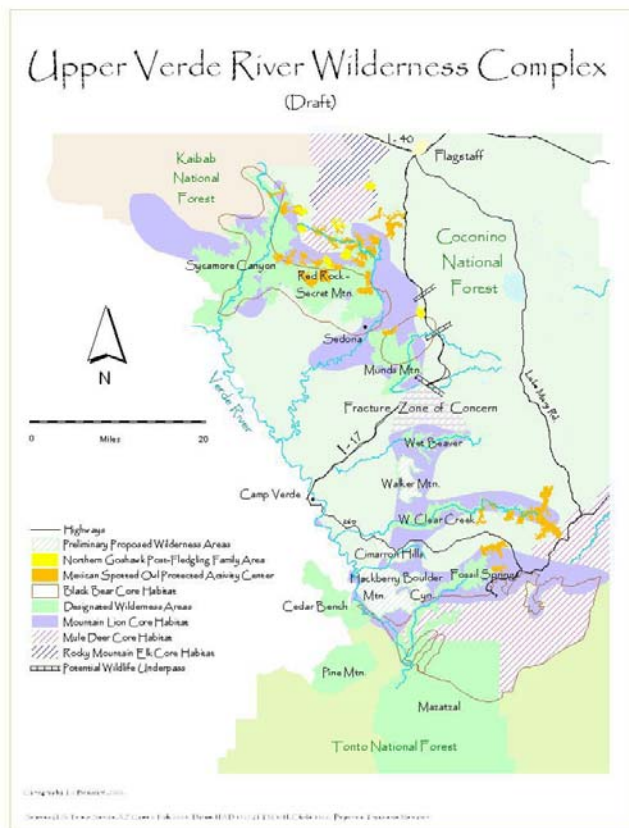 Upper Verde River Wilderness Complex
(Draft)
I-40
Flagstaff
Kaibab
National
Forest
Coconino
National
Forest
Sycamore Canyon
Red Rock-
Secret Mtn.
Sedona
Munds Mtn.
N
0 Miles 20
Verde River
Lake Mary Rd.
Fracture Zone of Concern
I-17
Wet Beaver
Walker Mtn.
Camp Verde
260
W. Clear Creek
Cimarron Hills
Hackberry
Mtn.
Boulder
Cyn.
Fossil Springs
Cedar Bench
Pine Mtn.
Mazatzal
Tonto National Forest
Highways
Preliminary Proposed Wilderness Areas
Northern Goshawk Post-Fledgling Family Area
Mexican Spotted Owl Protected Activity Center
Black Bear Core Habitat
Designated Wilderness Areas
Mountain Lion Core Habitat
Mule Deer Core Habitat
Rocky Mountain Elk Core Habitat
Potential Wildlife Underpass